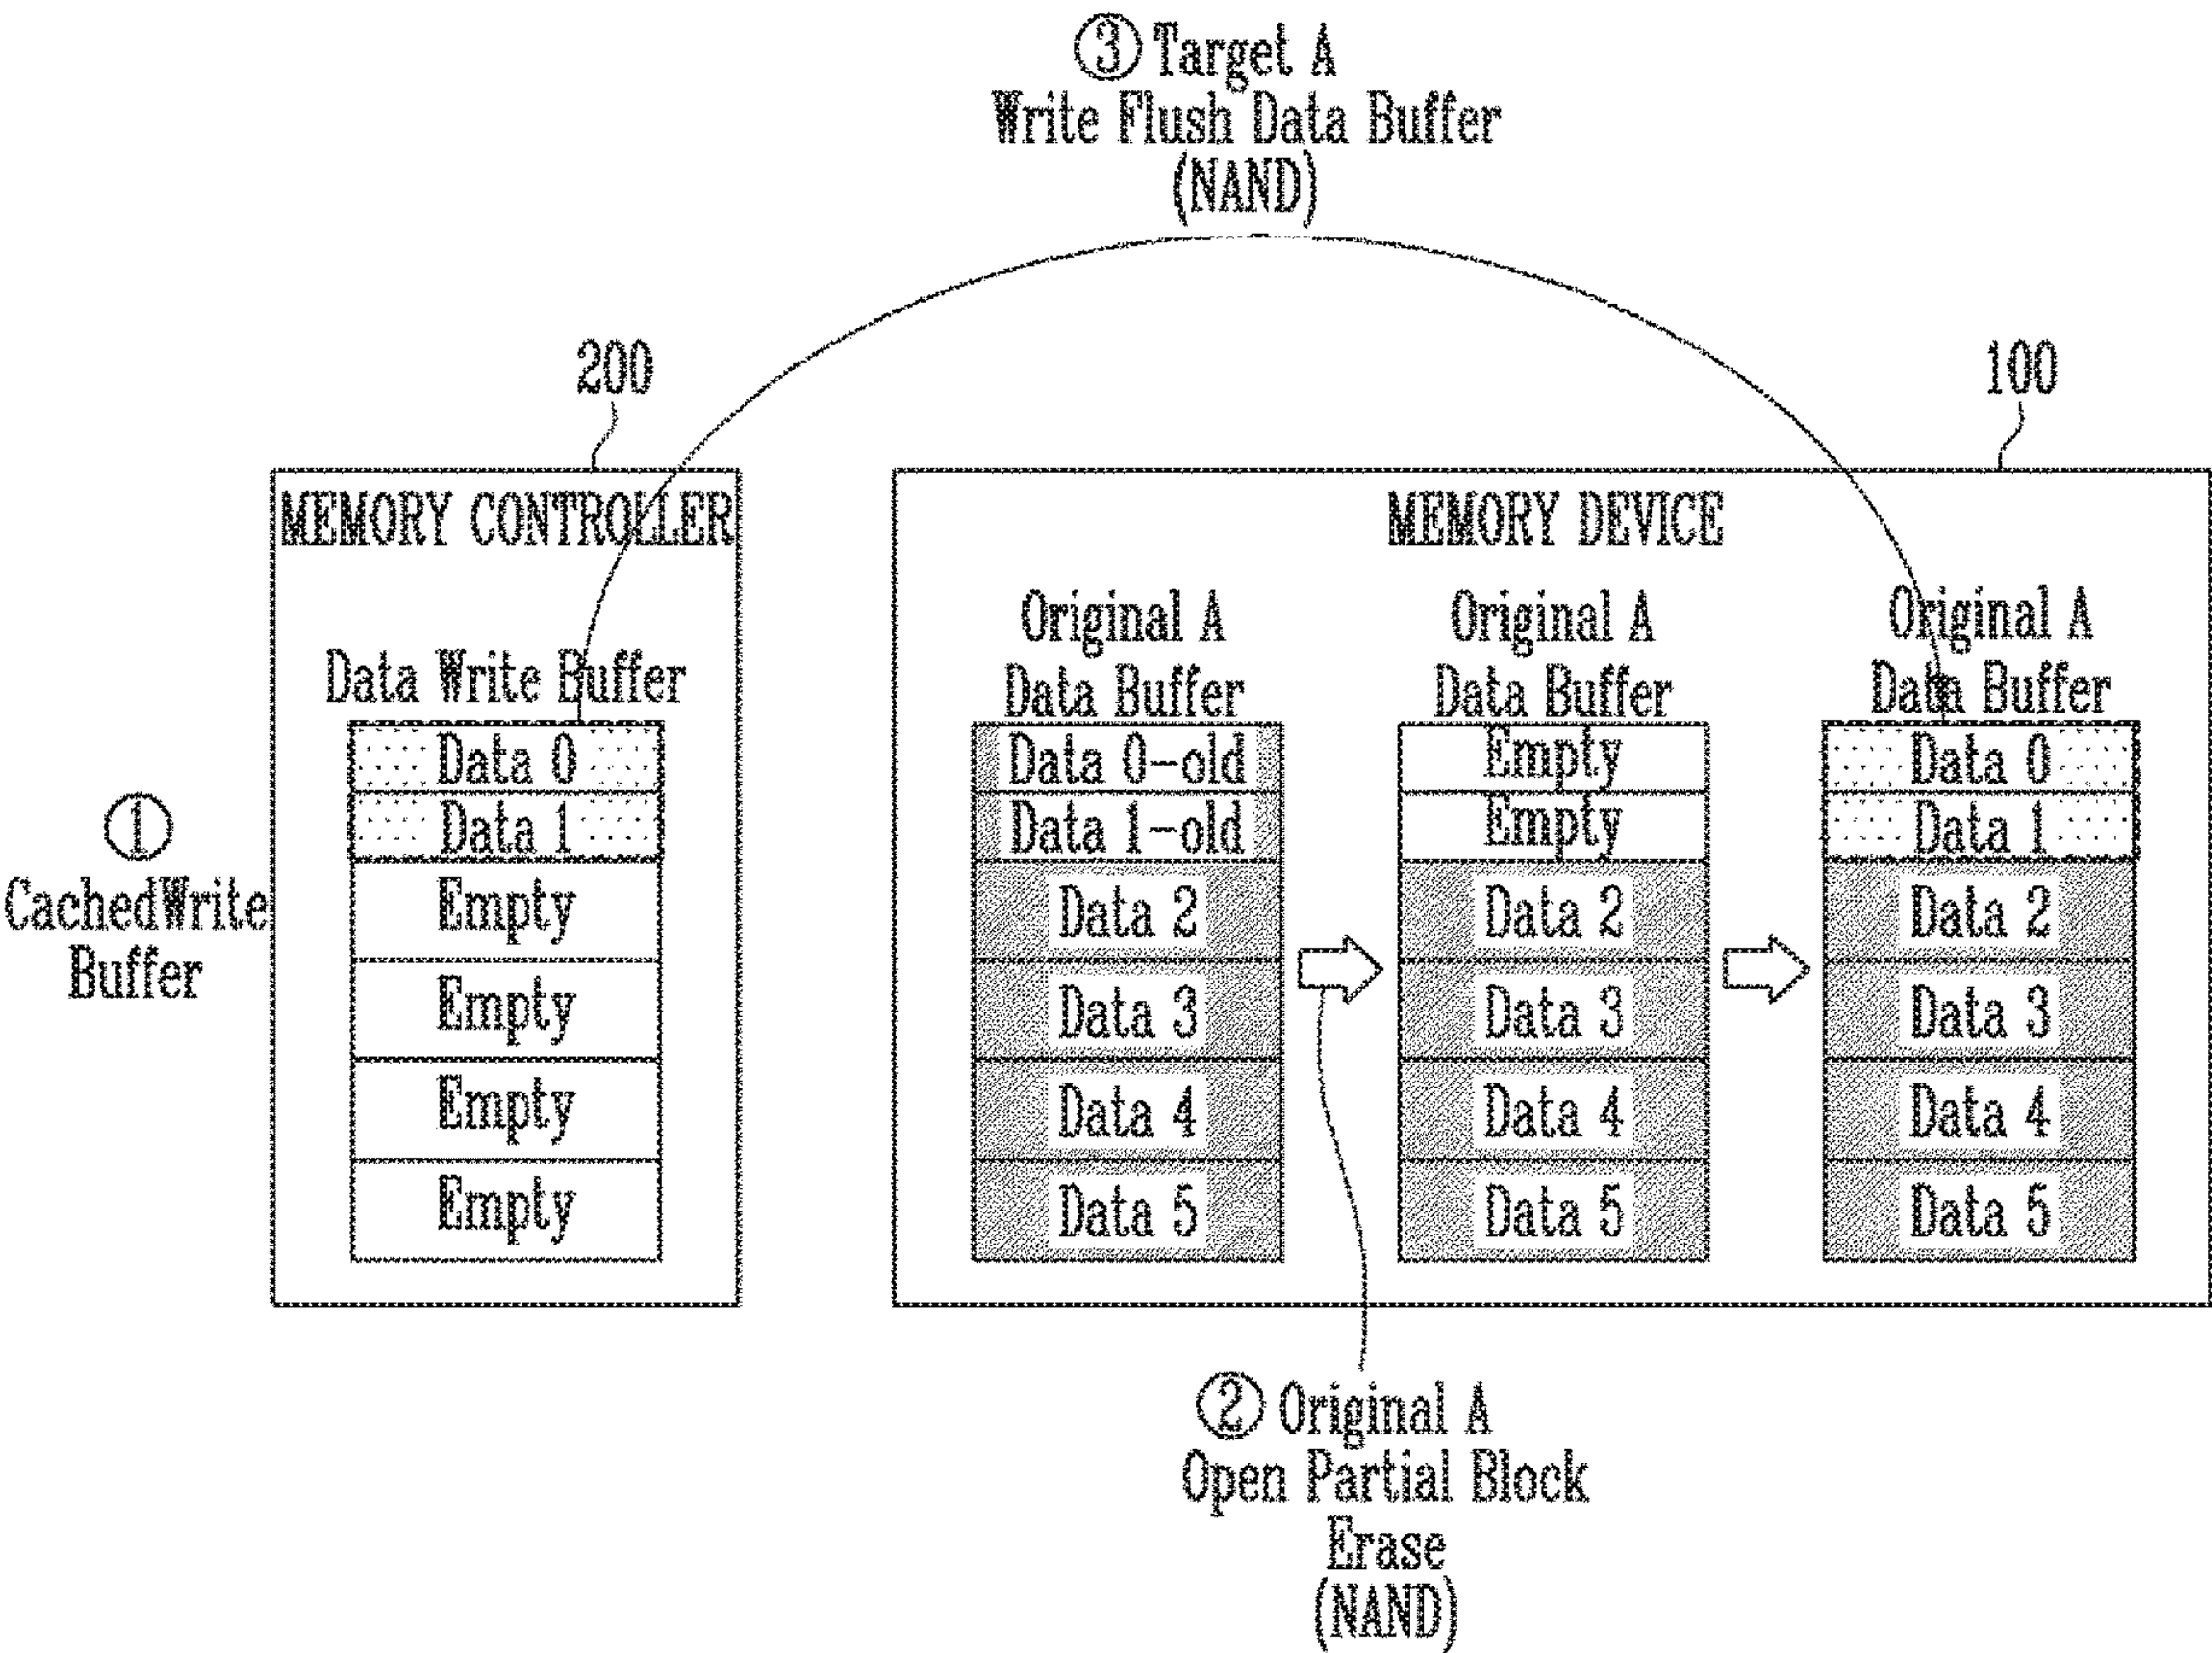 ③ Target A
Write Flush Data Buffer
(NAND)
200
100
MEMORY CONTROLLER
MEMORY DEVICE
Data Write Buffer
Original A
Data Buffer
Original A
Data Buffer
Original A
Data Buffer
①
CachedWrite
Buffer
Data 0
Data 1
Empty
Empty
Empty
Empty
Data 0-old
Data 1-old
Data 2
Data 3
Data 4
Data 5
Empty
Empty
Data 2
Data 3
Data 4
Data 5
Data 0
Data 1
Data 2
Data 3
Data 4
Data 5
② Original A
Open Partial Block
Erase
(NAND)